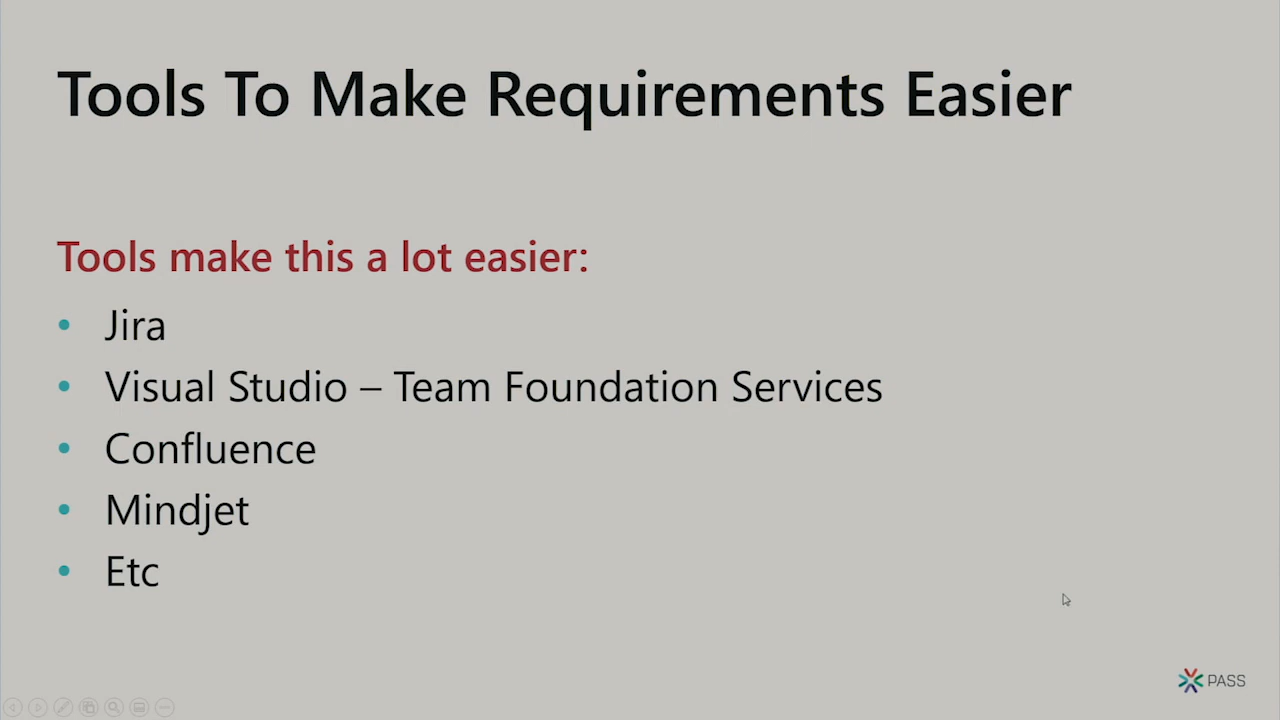 Tools To Make Requirements Easier
Tools make this a lot easier:
• Jira
• Visual Studio – Team Foundation Services
• Confluence
• Mindjet
• Etc
PASS